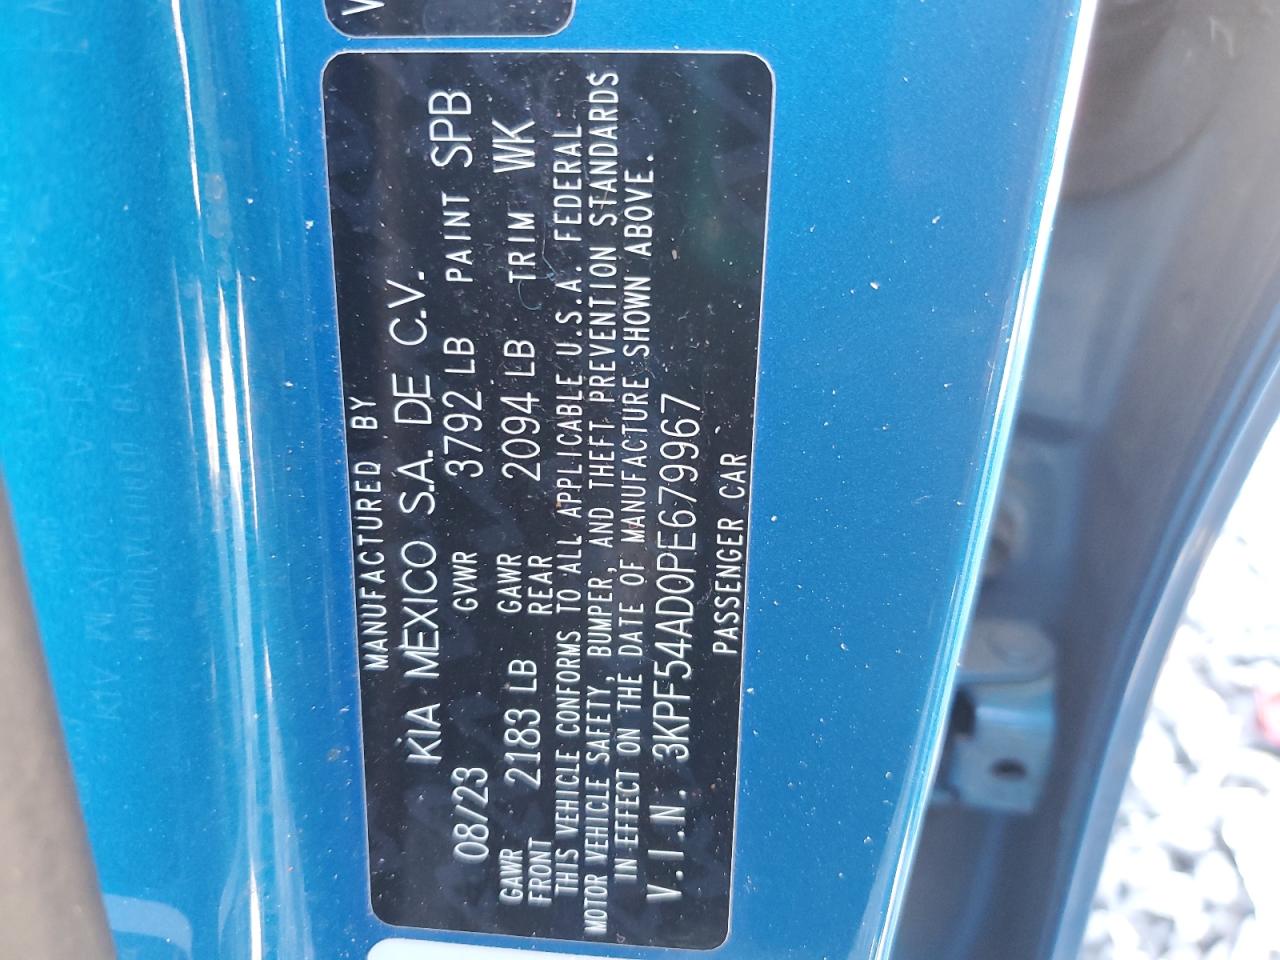 MANUFACTURED BY
KIA MEXICO S.A. DE C.V.
08/23 GVWR 3792 LB PAINT SPB
GAWR FRONT 2183 LB GAWR REAR 2094 LB TRIM WK
THIS VEHICLE CONFORMS TO ALL APPLICABLE U.S.A. FEDERAL
MOTOR VEHICLE SAFETY, BUMPER, AND THEFT PREVENTION STANDARDS
IN EFFECT ON THE DATE OF MANUFACTURE SHOWN ABOVE.
V.I.N. 3KPF54AD0PE679967
PASSENGER CAR